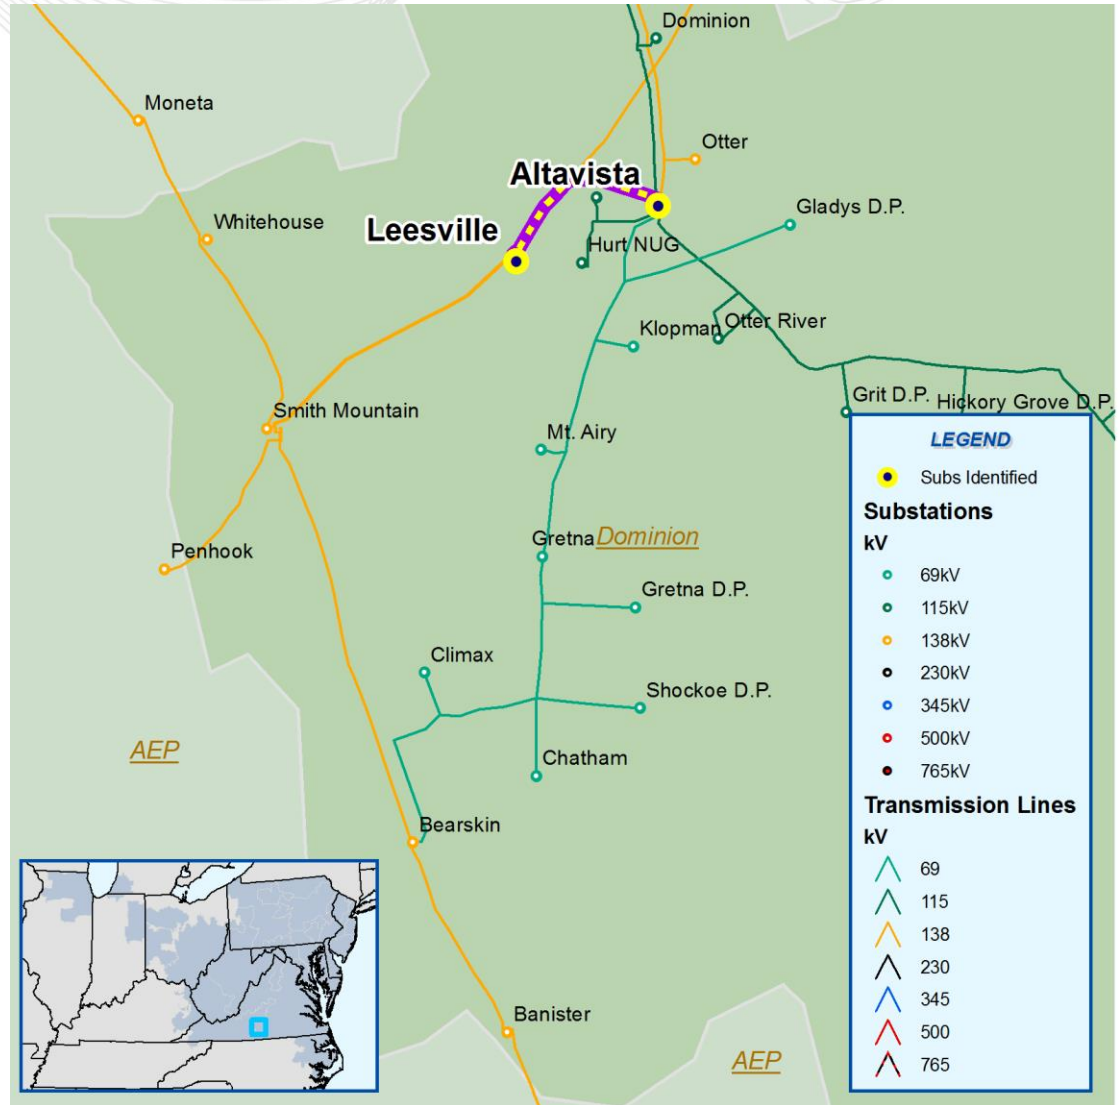 Dominion
Moneta
Otter
Altavista
Gladys D.P.
Whitehouse
Leesville
Hurt NUG
Klopman
Otter River
Smith Mountain
Grit D.P.
Hickory Grove D.P.
Mt. Airy
Gretna
Dominion
Penhook
Gretna D.P.
Climax
Shockoe D.P.
AEP
Chatham
Bearskin
Banister
AEP
LEGEND
Subs Identified
Substations
kV
69kV
115kV
138kV
230kV
345kV
500kV
765kV
Transmission Lines
kV
69
115
138
230
345
500
765